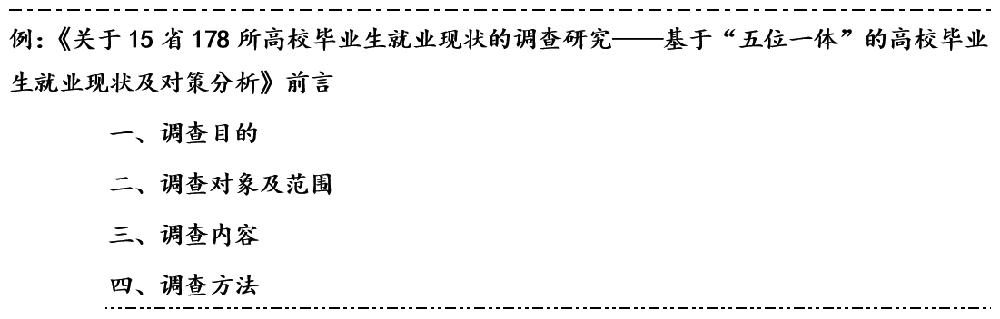 例：《关于 15 省 178 所高校毕业生就业现状的调查研究——基于“五位一体”的高校毕业
生就业现状及对策分析》前言
一、调查目的
二、调查对象及范围
三、调查内容
四、调查方法